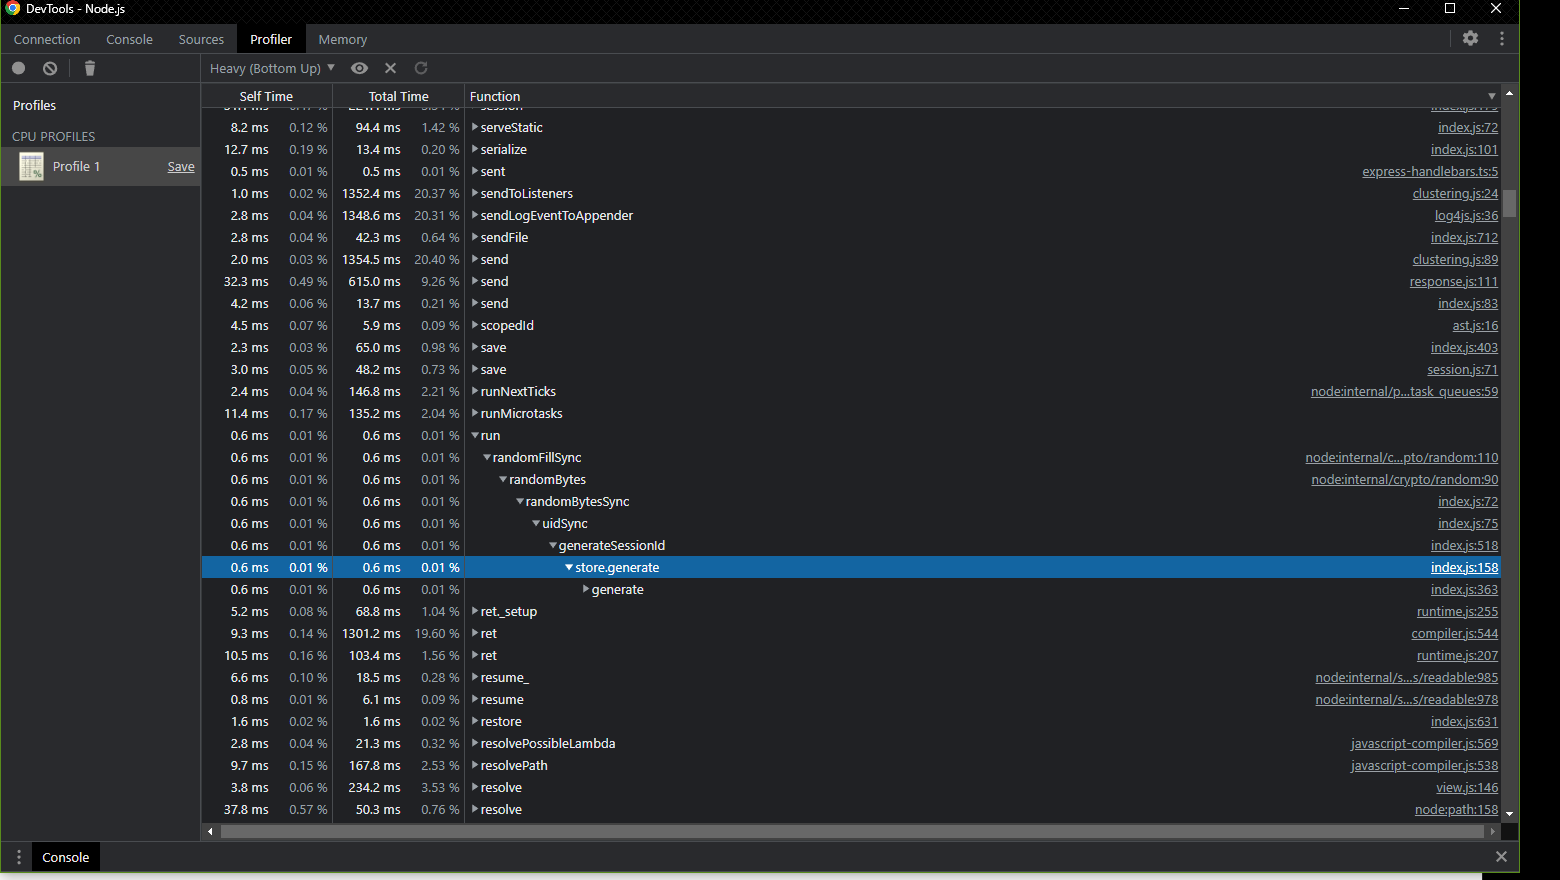 DevTools - Node.js
Connection Console Sources Profiler Memory
Heavy (Bottom Up)
Profiles
CPU PROFILES
Profile 1 Save
Self Time Total Time Function
session
8.2 ms 0.12 % 94.4 ms 1.42 % serveStatic index.js:72
12.7 ms 0.19 % 13.4 ms 0.20 % serialize index.js:101
0.5 ms 0.01 % 0.5 ms 0.01 % sent express-handlebars.ts:5
1.0 ms 0.02 % 1352.4 ms 20.37 % sendToListeners clustering.js:24
2.8 ms 0.04 % 1348.6 ms 20.31 % sendLogEventToAppender log4js.js:36
2.8 ms 0.04 % 42.3 ms 0.64 % sendFile index.js:712
2.0 ms 0.03 % 1354.5 ms 20.40 % send clustering.js:89
32.3 ms 0.49 % 615.0 ms 9.26 % send response.js:111
4.2 ms 0.06 % 13.7 ms 0.21 % send index.js:83
4.5 ms 0.07 % 5.9 ms 0.09 % scopedId ast.js:16
2.3 ms 0.03 % 65.0 ms 0.98 % save index.js:403
3.0 ms 0.05 % 48.2 ms 0.73 % save session.js:71
2.4 ms 0.04 % 146.8 ms 2.21 % runNextTicks node:internal/p...task_queues:59
11.4 ms 0.17 % 135.2 ms 2.04 % runMicrotasks
0.6 ms 0.01 % 0.6 ms 0.01 % run
0.6 ms 0.01 % 0.6 ms 0.01 % randomFillSync node:internal/c...pto/random:110
0.6 ms 0.01 % 0.6 ms 0.01 % randomBytes node:internal/crypto/random:90
0.6 ms 0.01 % 0.6 ms 0.01 % randomBytesSync index.js:72
0.6 ms 0.01 % 0.6 ms 0.01 % uidSync index.js:75
0.6 ms 0.01 % 0.6 ms 0.01 % generateSessionId index.js:518
0.6 ms 0.01 % 0.6 ms 0.01 % store.generate index.js:158
0.6 ms 0.01 % 0.6 ms 0.01 % generate index.js:363
5.2 ms 0.08 % 68.8 ms 1.04 % ret._setup runtime.js:255
9.3 ms 0.14 % 1301.2 ms 19.60 % ret compiler.js:544
10.5 ms 0.16 % 103.4 ms 1.56 % ret runtime.js:207
6.6 ms 0.10 % 18.5 ms 0.28 % resume_ node:internal/s...s/readable:985
0.8 ms 0.01 % 6.1 ms 0.09 % resume node:internal/s...s/readable:978
1.6 ms 0.02 % 1.6 ms 0.02 % restore index.js:631
2.8 ms 0.04 % 21.3 ms 0.32 % resolvePossibleLambda javascript-compiler.js:569
9.7 ms 0.15 % 167.8 ms 2.53 % resolvePath javascript-compiler.js:538
3.8 ms 0.06 % 234.2 ms 3.53 % resolve view.js:146
37.8 ms 0.57 % 50.3 ms 0.76 % resolve node:path:158
Console